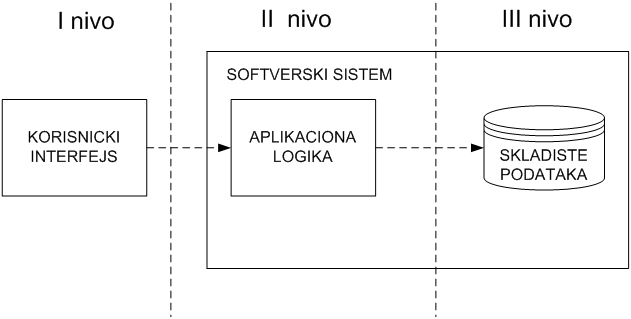 I nivo
II nivo
III nivo
SOFTVERSKI SISTEM
KORISNICKI
INTERFEJS
APLIKACIONA
LOGIKA
SKLADISTE
PODATAKA